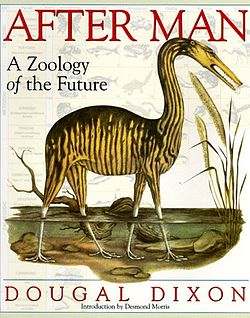 AFTER MAN
A Zoology
of the Future
DOUGAL DIXON
Introduction by Desmond Morris